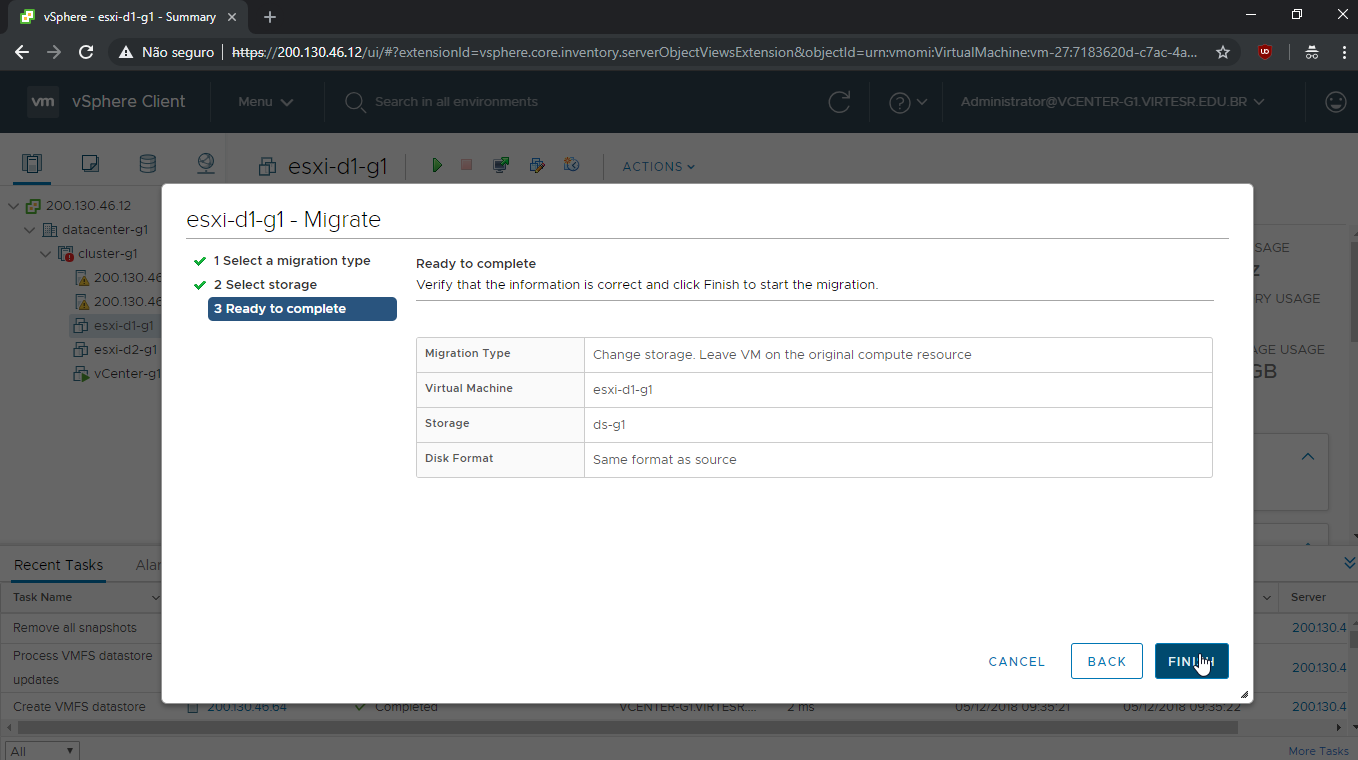 vSphere - esxi-d1-g1 - Summary
Não seguro
https://200.130.46.12/ui/#?extensionId=vsphere.core.inventory.serverObjectViewsExtension&objectId=urn:vmomi:VirtualMachine:vm-27:7183620d-c7ac-4a...
vm vSphere Client
Menu
Search in all environments
Administrator@VCENTER-G1.VIRTESR.EDU.BR
esxi-d1-g1
ACTIONS
200.130.46.12
datacenter-g1
cluster-g1
200.130.46
200.130.46
esxi-d1-g1
esxi-d2-g1
vCenter-g1
esxi-d1-g1 - Migrate
1 Select a migration type
2 Select storage
3 Ready to complete
Ready to complete
Verify that the information is correct and click Finish to start the migration.
Migration Type Change storage. Leave VM on the original compute resource
Virtual Machine esxi-d1-g1
Storage ds-g1
Disk Format Same format as source
CANCEL BACK FINISH
SAGE
Z
RY USAGE
AGE USAGE
GB
Recent Tasks
Alar
Task Name
Server
Remove all snapshots
200.130.4
Process VMFS datastore
updates
200.130.4
Create VMFS datastore 200.130.46.64 Completed VCENTER-G1.VIRTESR.... 2 ms 05/12/2018 09:35:21 05/12/2018 09:35:22 200.130.4
All
More Tasks